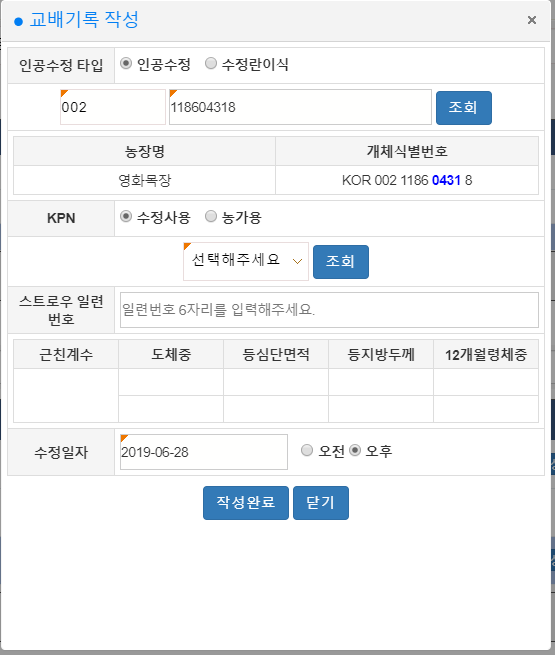 교배기록 작성
인공수정 타입 인공수정 수정란이식
002 118604318 조회
농장명 개체식별번호
영화목장 KOR 002 1186 0431 8
KPN 수정사용 농가용
선택해주세요 조회
스트로우 일련
번호 일련번호 6자리를 입력해주세요.
근친계수 도체중 등심단면적 등지방두께 12개월령체중
수정일자 2019-06-28 오전 오후
작성완료 닫기